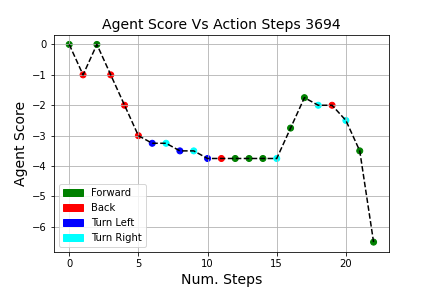 Agent Score Vs Action Steps 3694
Agent Score
0
−1
−2
−3
−4
−5
−6
Forward
Back
Turn Left
Turn Right
0
5
10
15
20
Num. Steps